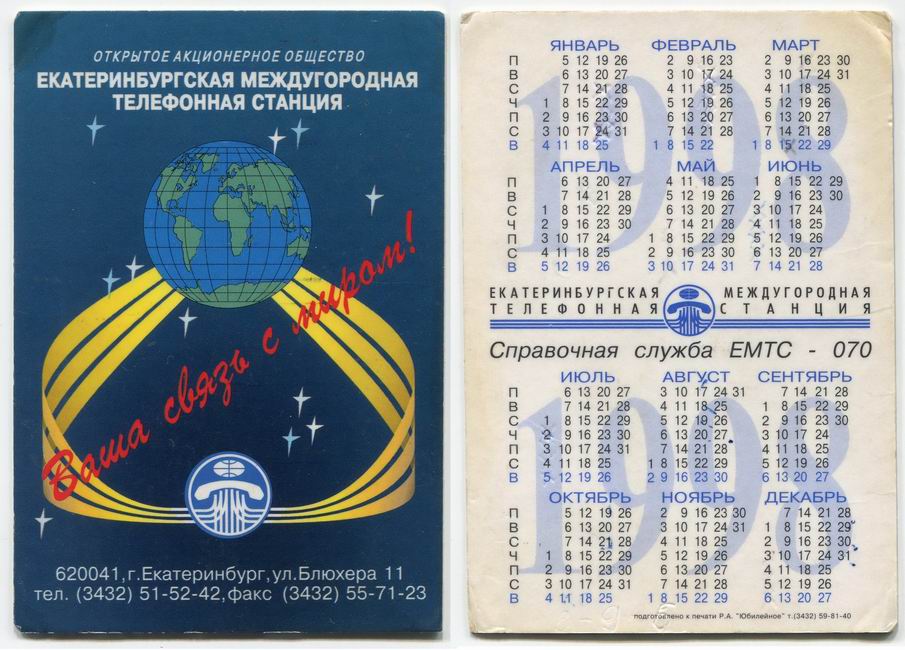 ОТКРЫТОЕ АКЦИОНЕРНОЕ ОБЩЕСТВО
ЕКАТЕРИНБУРГСКАЯ МЕЖДУГОРОДНАЯ
ТЕЛЕФОННАЯ СТАНЦИЯ
Ваша связь с миром!
620041,г.Екатеринбург,ул.Блюхера 11
тел. (3432) 51-52-42,факс (3432) 55-71-23
1998
ЯНВАРЬ ФЕВРАЛЬ МАРТ
П 5 12 19 26 2 9 16 23 2 9 16 23 30
В 6 13 20 27 3 10 17 24 3 10 17 24 31
С 7 14 21 28 4 11 18 25 4 11 18 25
Ч 1 8 15 22 29 5 12 19 26 5 12 19 26
П 2 9 16 23 30 6 13 20 27 6 13 20 27
С 3 10 17 24 31 7 14 21 28 7 14 21 28
В 4 11 18 25 1 8 15 22 1 8 15 22 29
АПРЕЛЬ МАЙ ИЮНЬ
П 6 13 20 27 4 11 18 25 1 8 15 22 29
В 7 14 21 28 5 12 19 26 2 9 16 23 30
С 1 8 15 22 29 6 13 20 27 3 10 17 24
Ч 2 9 16 23 30 7 14 21 28 4 11 18 25
П 3 10 17 24 1 8 15 22 29 5 12 19 26
С 4 11 18 25 2 9 16 23 30 6 13 20 27
В 5 12 19 26 3 10 17 24 31 7 14 21 28
ЕКАТЕРИНБУРГСКАЯ МЕЖДУГОРОДНАЯ
ТЕЛЕФОННАЯ СТАНЦИЯ
Справочная служба ЕМТС - 070
1998
ИЮЛЬ АВГУСТ СЕНТЯБРЬ
П 6 13 20 27 3 10 17 24 31 7 14 21 28
В 7 14 21 28 4 11 18 25 1 8 15 22 29
С 1 8 15 22 29 5 12 19 26 2 9 16 23 30
Ч 2 9 16 23 30 6 13 20 27 3 10 17 24
П 3 10 17 24 31 7 14 21 28 4 11 18 25
С 4 11 18 25 1 8 15 22 29 5 12 19 26
В 5 12 19 26 2 9 16 23 30 6 13 20 27
ОКТЯБРЬ НОЯБРЬ ДЕКАБРЬ
П 5 12 19 26 2 9 16 23 30 7 14 21 28
В 6 13 20 27 3 10 17 24 1 8 15 22 29
С 7 14 21 28 4 11 18 25 2 9 16 23 30
Ч 1 8 15 22 29 5 12 19 26 3 10 17 24 31
П 2 9 16 23 30 6 13 20 27 4 11 18 25
С 3 10 17 24 31 7 14 21 28 5 12 19 26
В 4 11 18 25 1 8 15 22 29 6 13 20 27
подготовлено к печати Р.А. "Юбилейное" т.(3432) 59-81-40